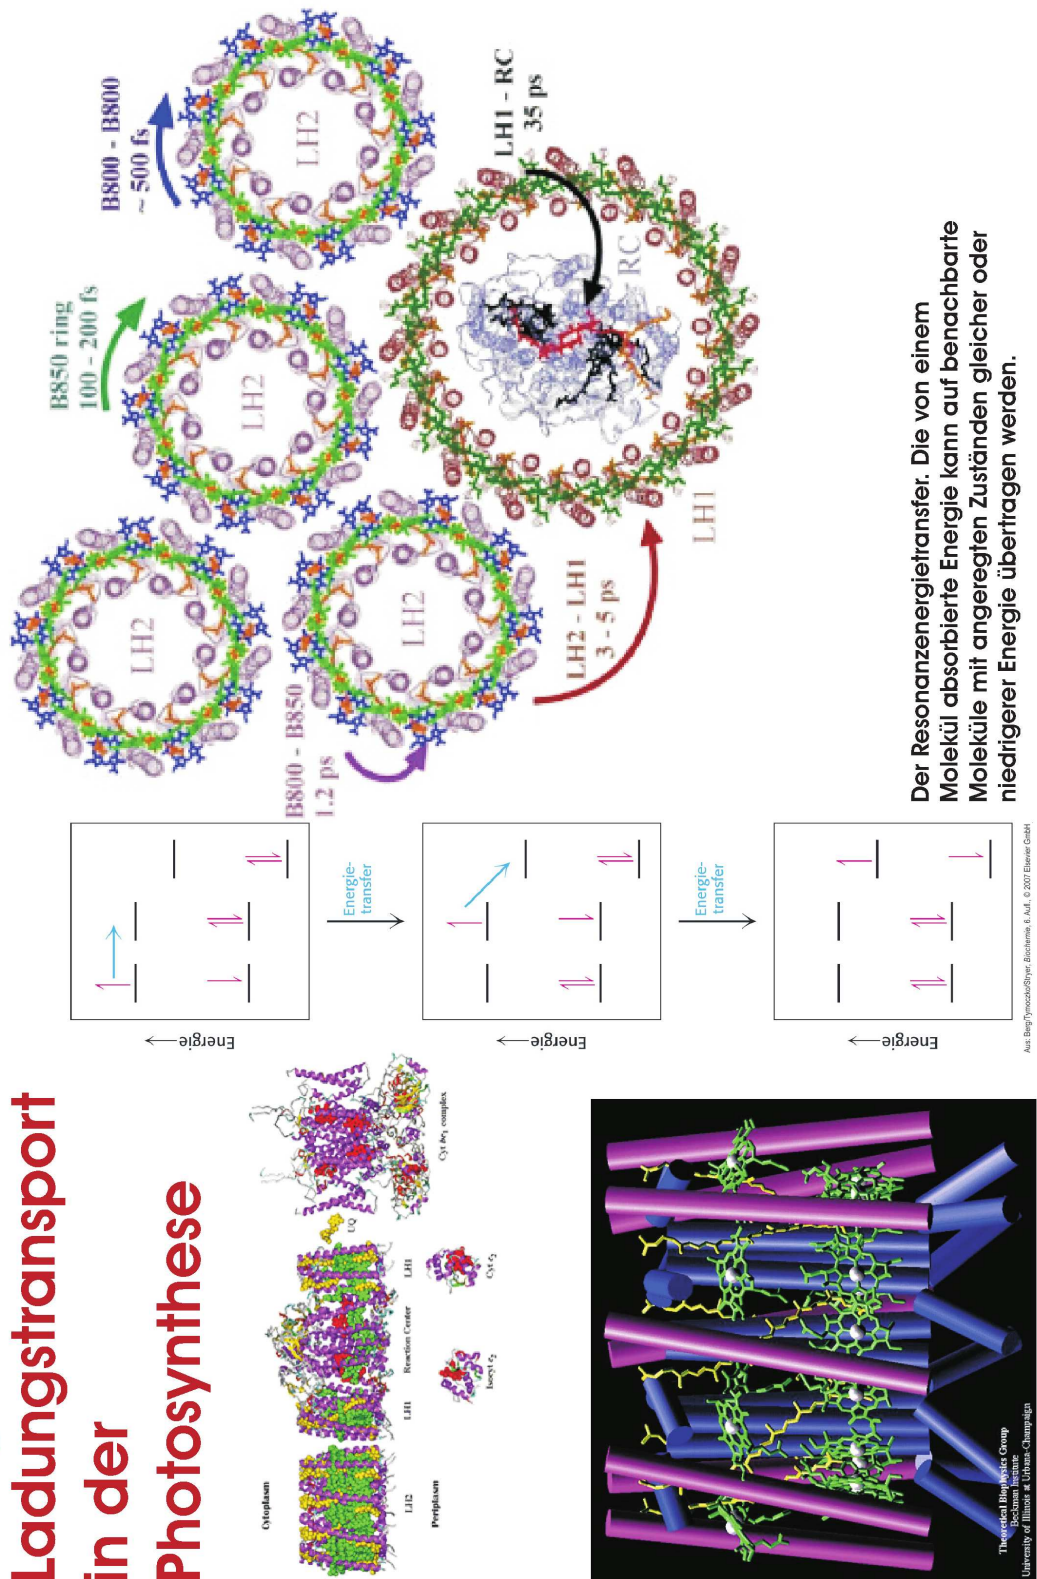 Ladungstransport
in der
Photosynthese
Cytoplasm
Periplasm
LH2
LH1
Reaction Center
LH1
UQ
Cyt bc₁ complex
Isocyt c₂
Cyt c₂
Theoretical Biophysics Group
Beckman Institute
University of Illinois at Urbana-Champaign
Energie
Energie-
transfer
Energie
Energie-
transfer
Energie
Aus: Berg/Tymoczko/Stryer, Biochemie, 6. Aufl., © 2007 Elsevier GmbH
B800 - B850
1.2 ps
B850 ring
100 - 200 fs
B800 - B800
~ 500 fs
LH2
LH2
LH2
LH2
LH2 - LH1
3 - 5 ps
LH1 - RC
35 ps
RC
LH1
Der Resonanzenergietransfer. Die von einem
Molekül absorbierte Energie kann auf benachbarte
Moleküle mit angeregten Zuständen gleicher oder
niedrigerer Energie übertragen werden.